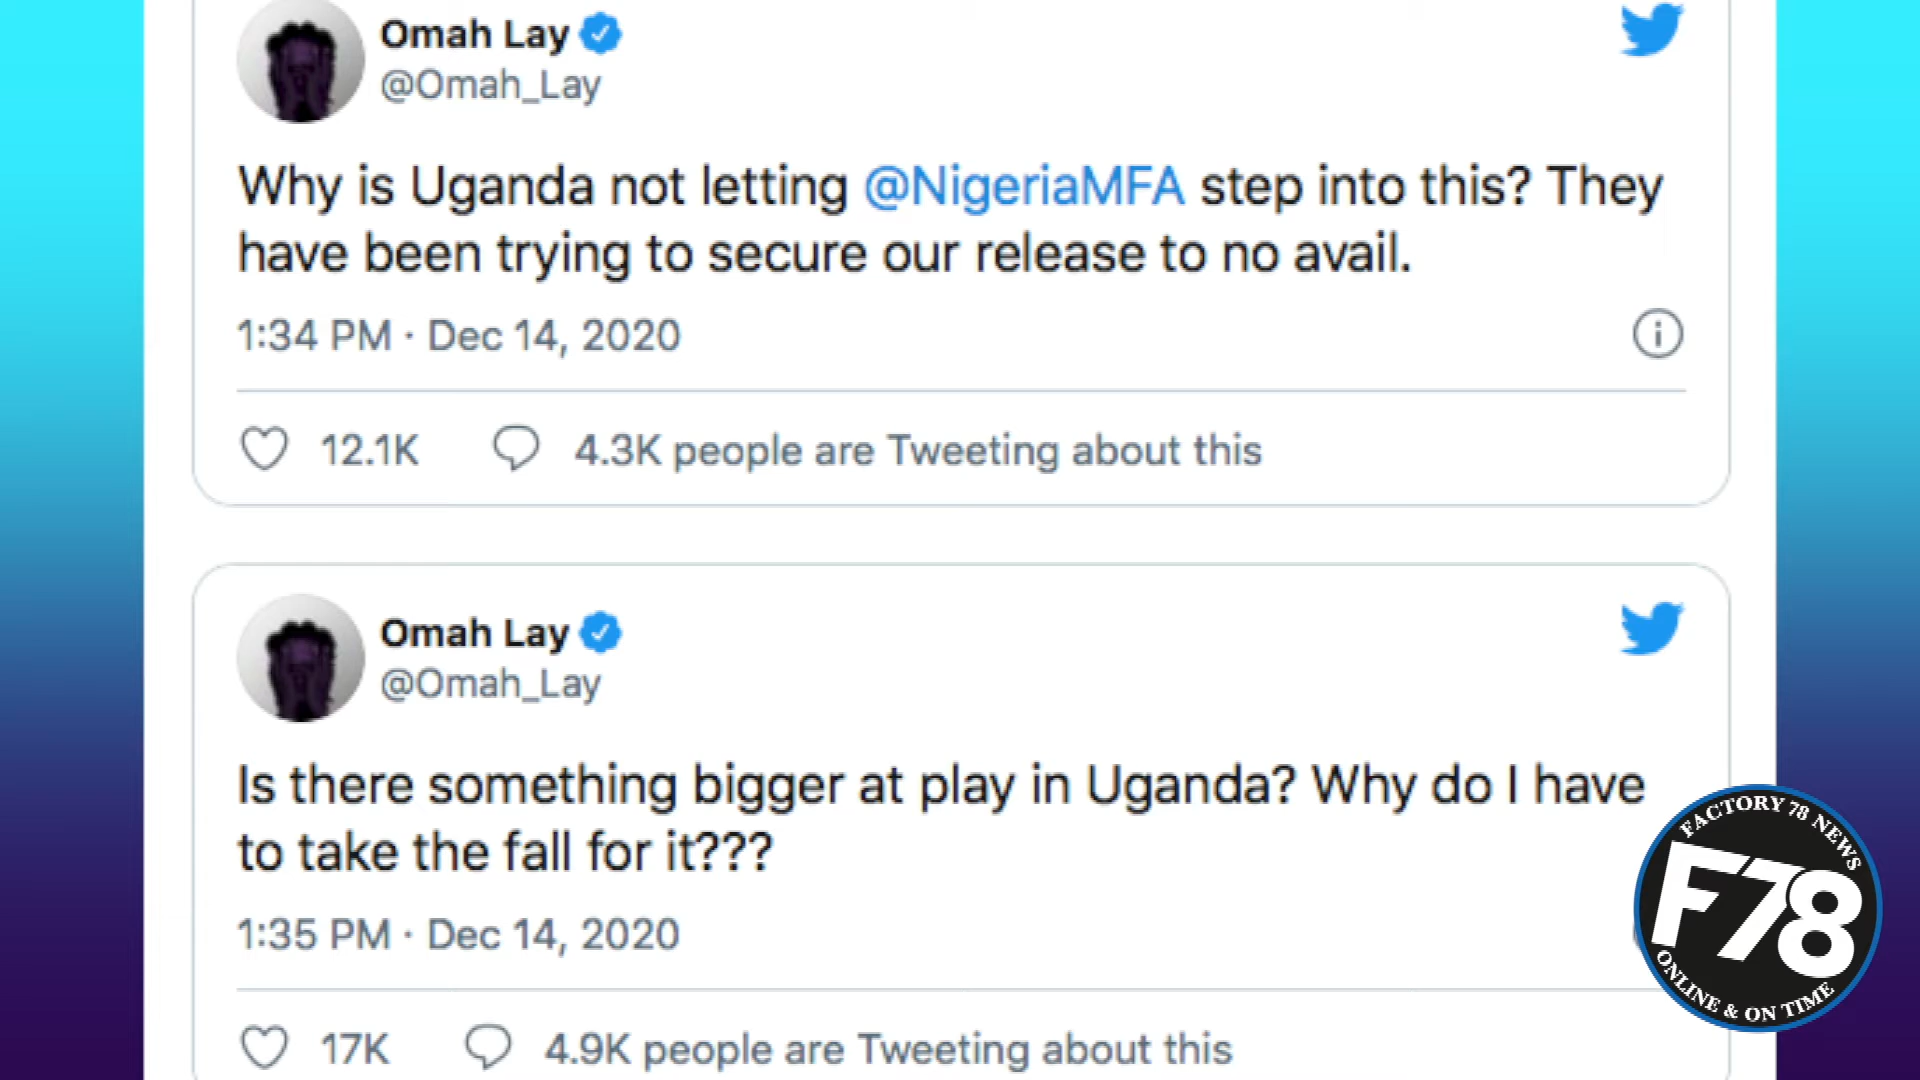 Omah Lay
@Omah_Lay
Why is Uganda not letting @NigeriaMFA step into this? They
have been trying to secure our release to no avail.
1:34 PM · Dec 14, 2020
12.1K 4.3K people are Tweeting about this
Omah Lay
@Omah_Lay
Is there something bigger at play in Uganda? Why do I have
to take the fall for it???
1:35 PM · Dec 14, 2020
17K 4.9K people are Tweeting about this
FACTORY 78 NEWS
F78
ONLINE & ON TIME